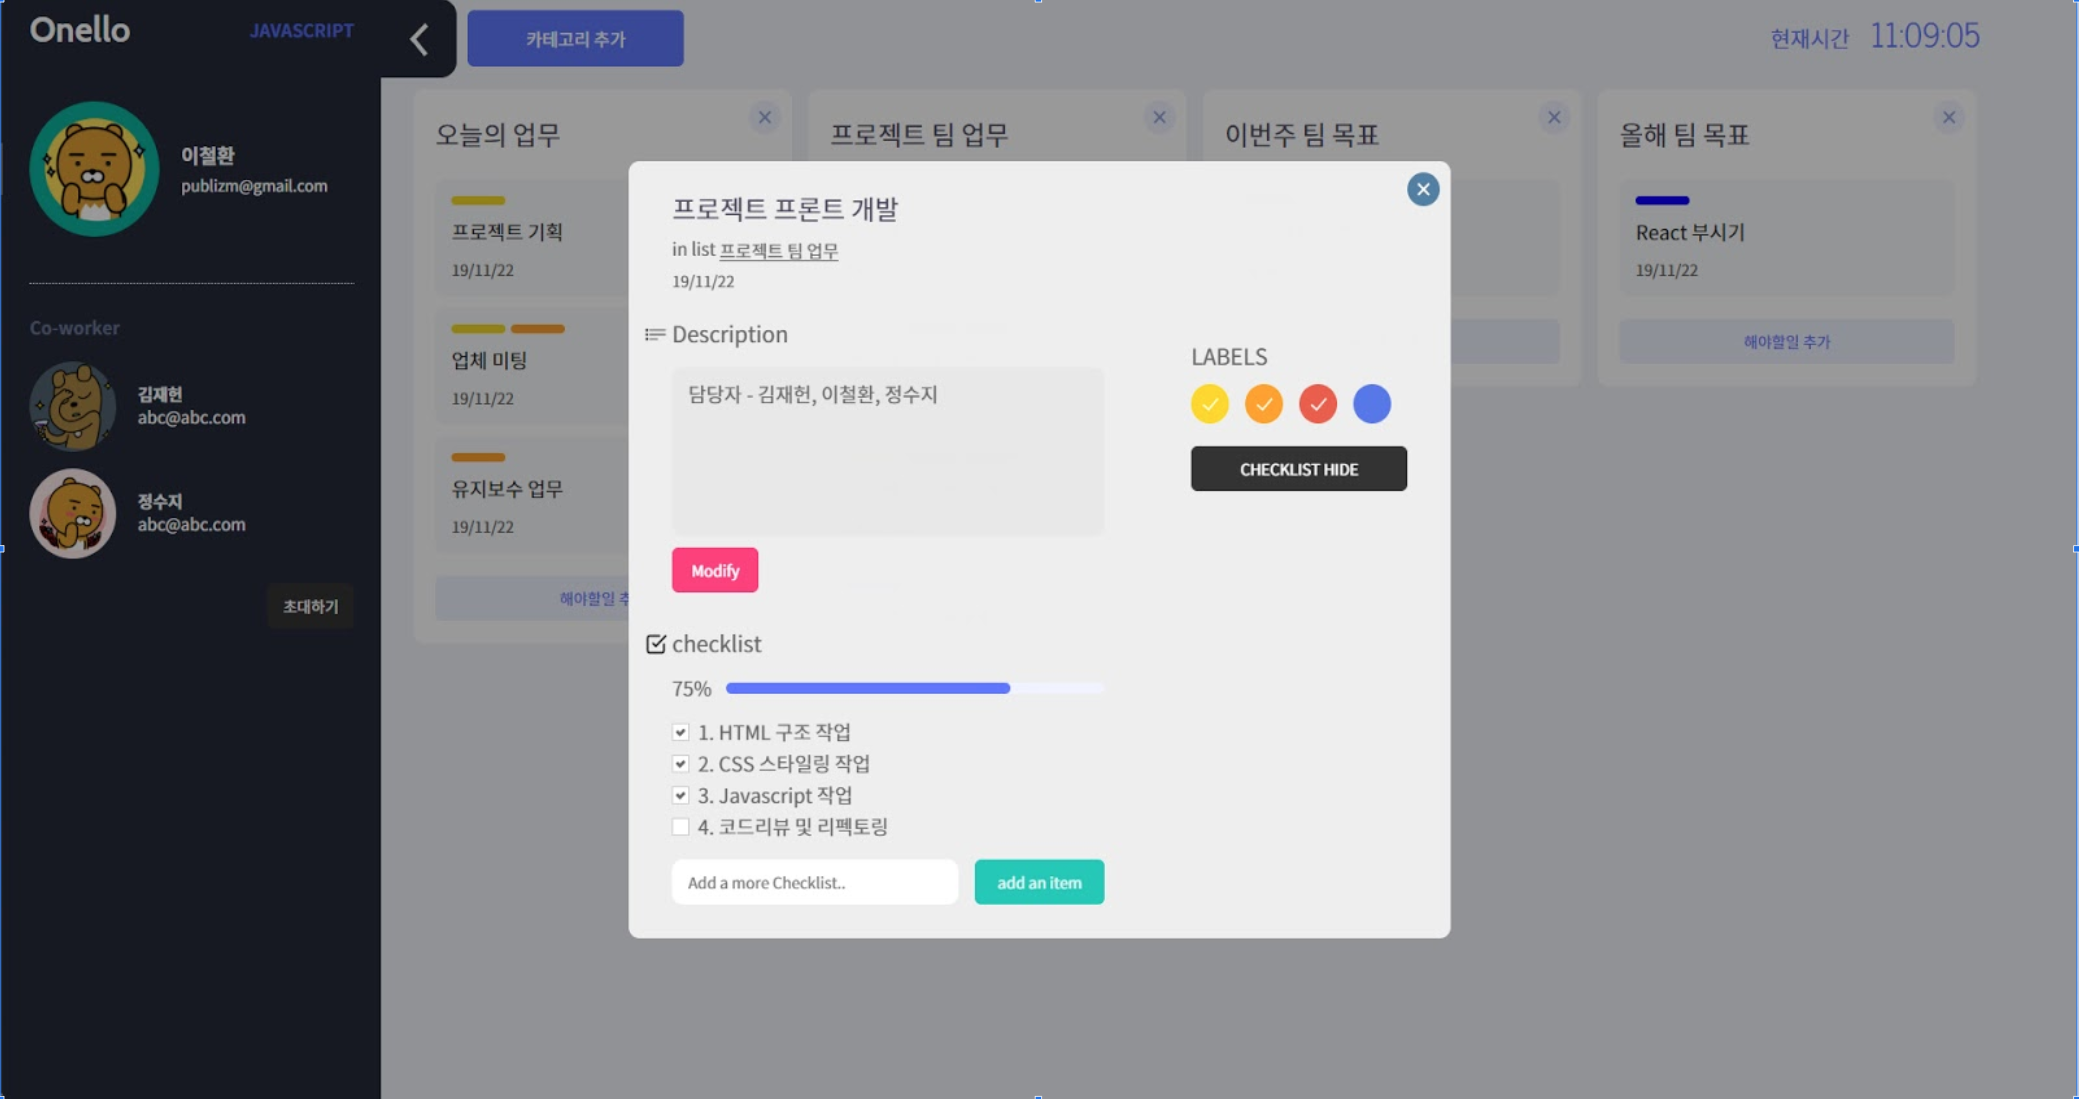 Onello
JAVASCRIPT
이철환
publizm@gmail.com
Co-worker
김재헌
abc@abc.com
정수지
abc@abc.com
초대하기
카테고리 추가
현재시간 11:09:05
오늘의 업무
프로젝트 기획
19/11/22
업체 미팅
19/11/22
유지보수 업무
19/11/22
해야할일
프로젝트 팀 업무
이번주 팀 목표
올해 팀 목표
React 부시기
19/11/22
해야할일 추가
프로젝트 프론트 개발
in list 프로젝트 팀 업무
19/11/22
Description
담당자 - 김재헌, 이철환, 정수지
Modify
checklist
75%
1. HTML 구조 작업
2. CSS 스타일링 작업
3. Javascript 작업
4. 코드리뷰 및 리펙토링
Add a more Checklist..
add an item
LABELS
CHECKLIST HIDE